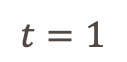 t = 1